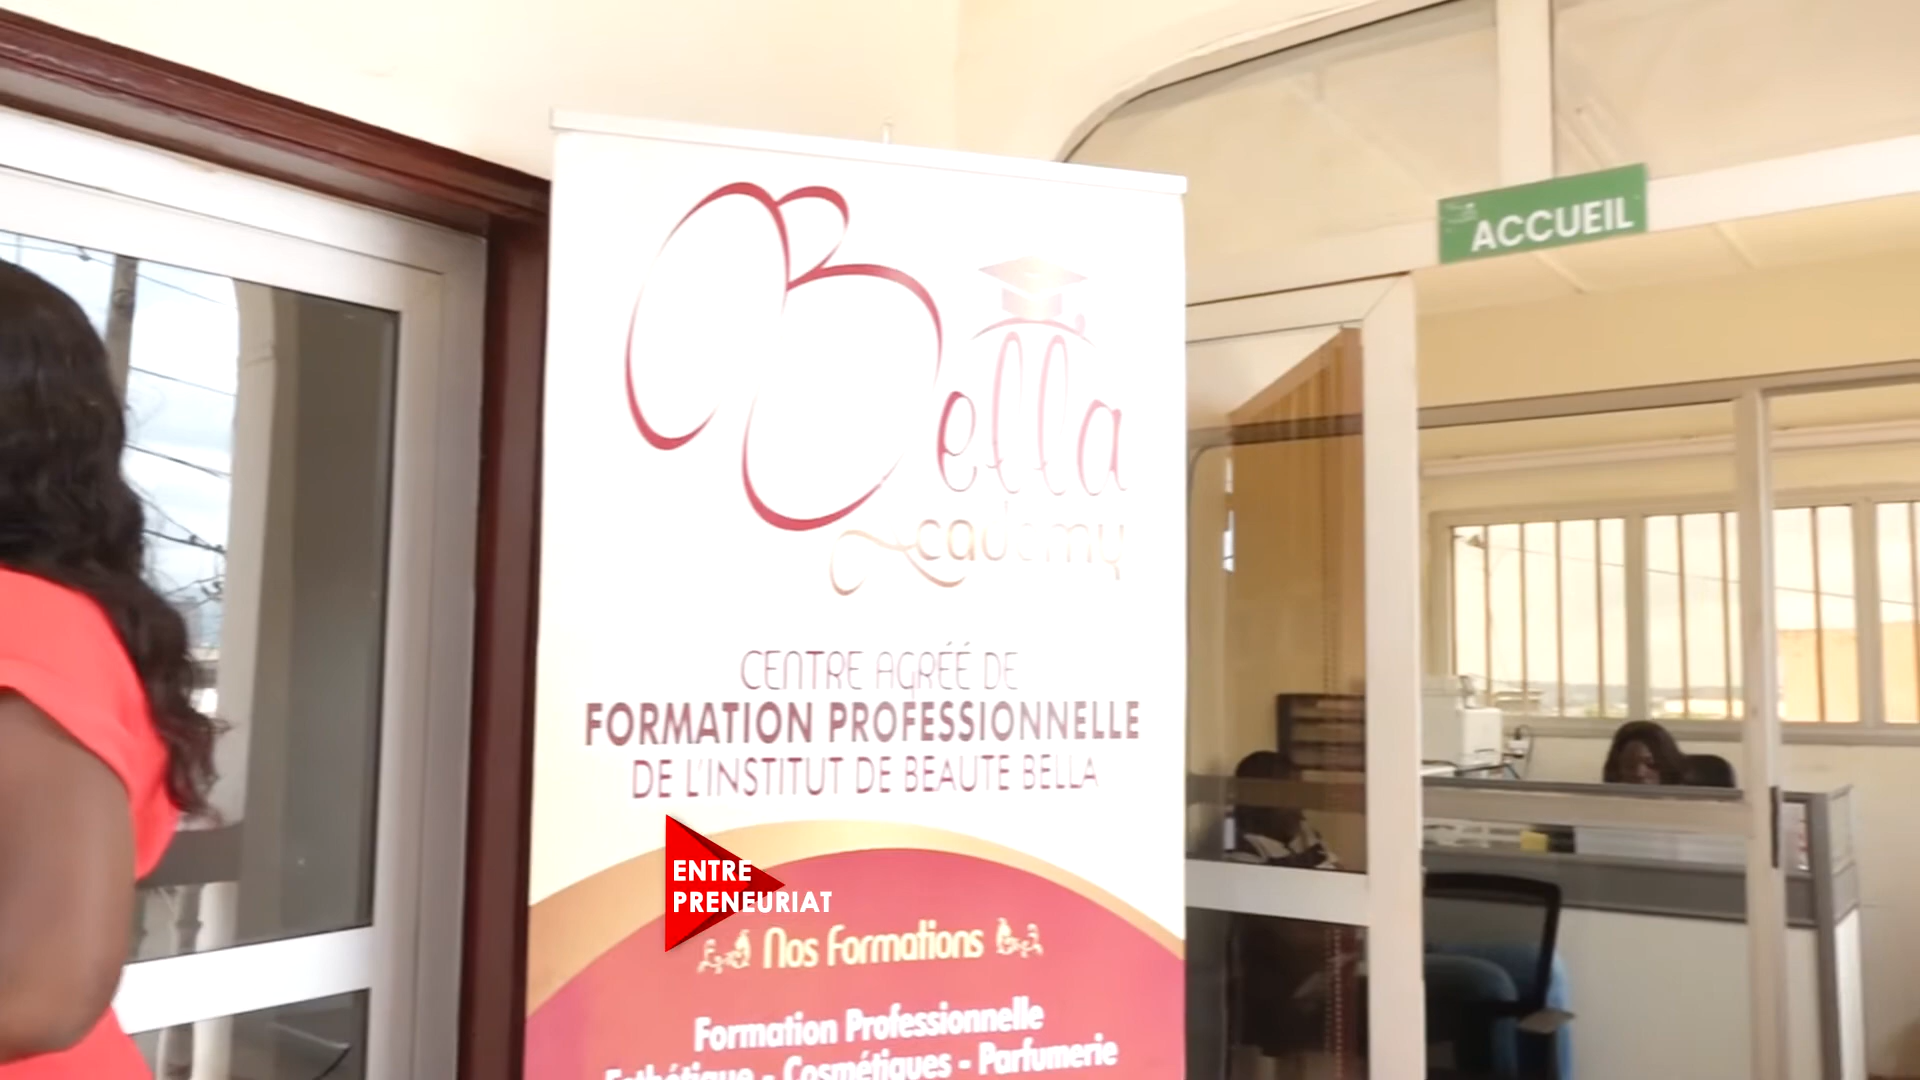 Bella
Academy
CENTRE AGRÉÉ DE
FORMATION PROFESSIONNELLE
DE L'INSTITUT DE BEAUTE BELLA
ENTRE
PRENEURIAT
Nos Formations
Formation Professionnelle
Esthétique - Cosmétiques - Parfumerie
ACCUEIL